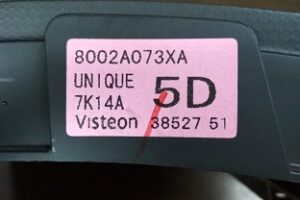 8002A073XA
UNIQUE
7K14A 5D
Visteon 38527 51